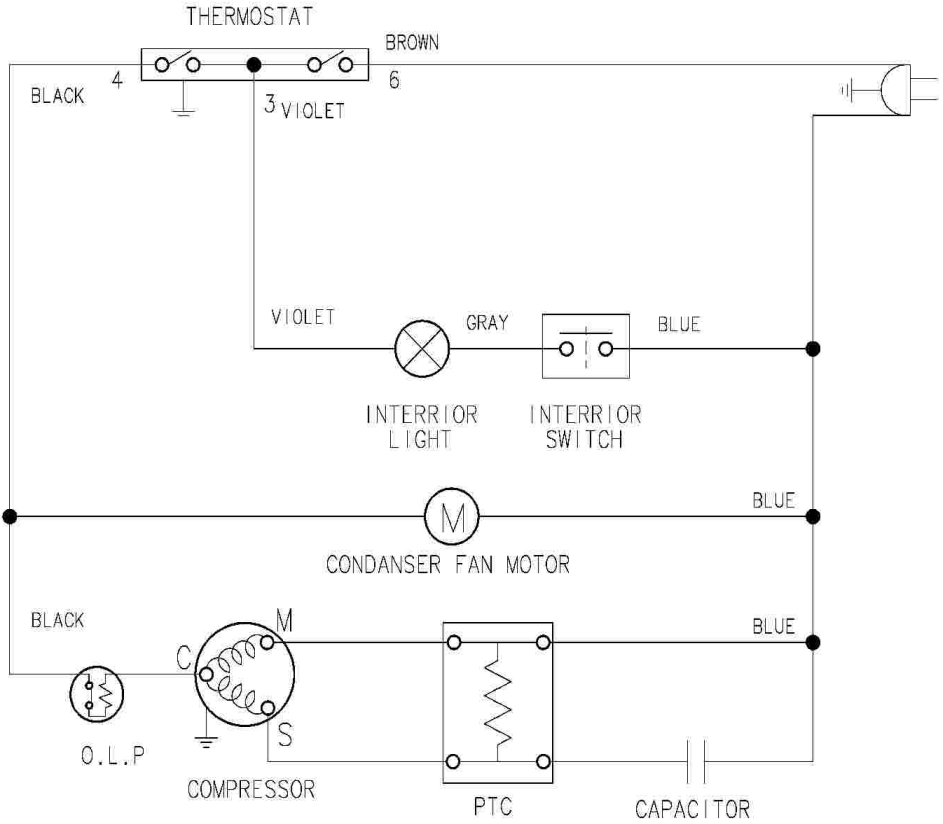 THERMOSTAT
BROWN
4
6
BLACK
3 VIOLET
VIOLET
GRAY
BLUE
INTERRIOR
LIGHT
INTERRIOR
SWITCH
M
BLUE
CONDANSER FAN MOTOR
BLACK
M
BLUE
C
S
O.L.P
COMPRESSOR
PTC
CAPACITOR